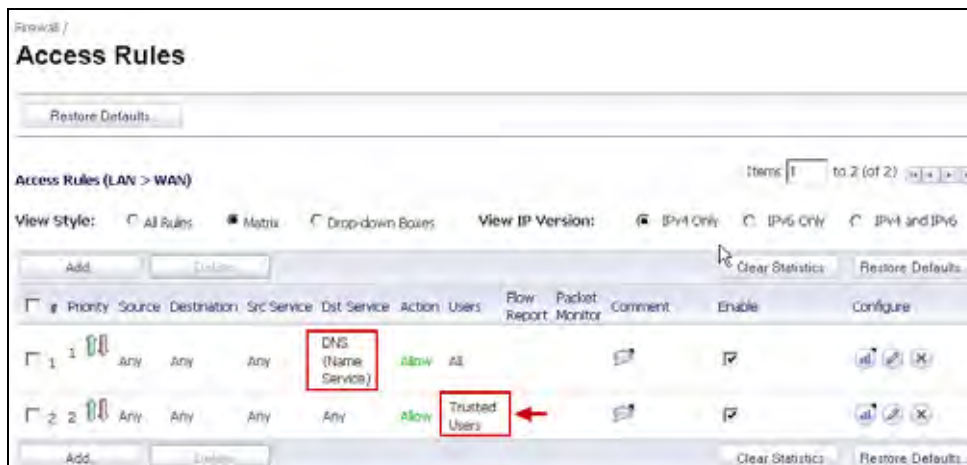 Firewall /
Access Rules
Restore Defaults...
Access Rules (LAN > WAN)
Items 1 to 2 (of 2)
View Style: All Rules Matrix Drop-down Boxes View IP Version: IPv4 Only IPv6 Only IPv4 and IPv6
Add... Delete... Clear Statistics Restore Defaults...
# Priority Source Destination Src Service Dst Service Action Users Flow Report Packet Monitor Comment Enable Configure
1 1 Any Any Any DNS (Name Service) Allow All
2 2 Any Any Any Any Allow Trusted Users
Add... Delete... Clear Statistics Restore Defaults...